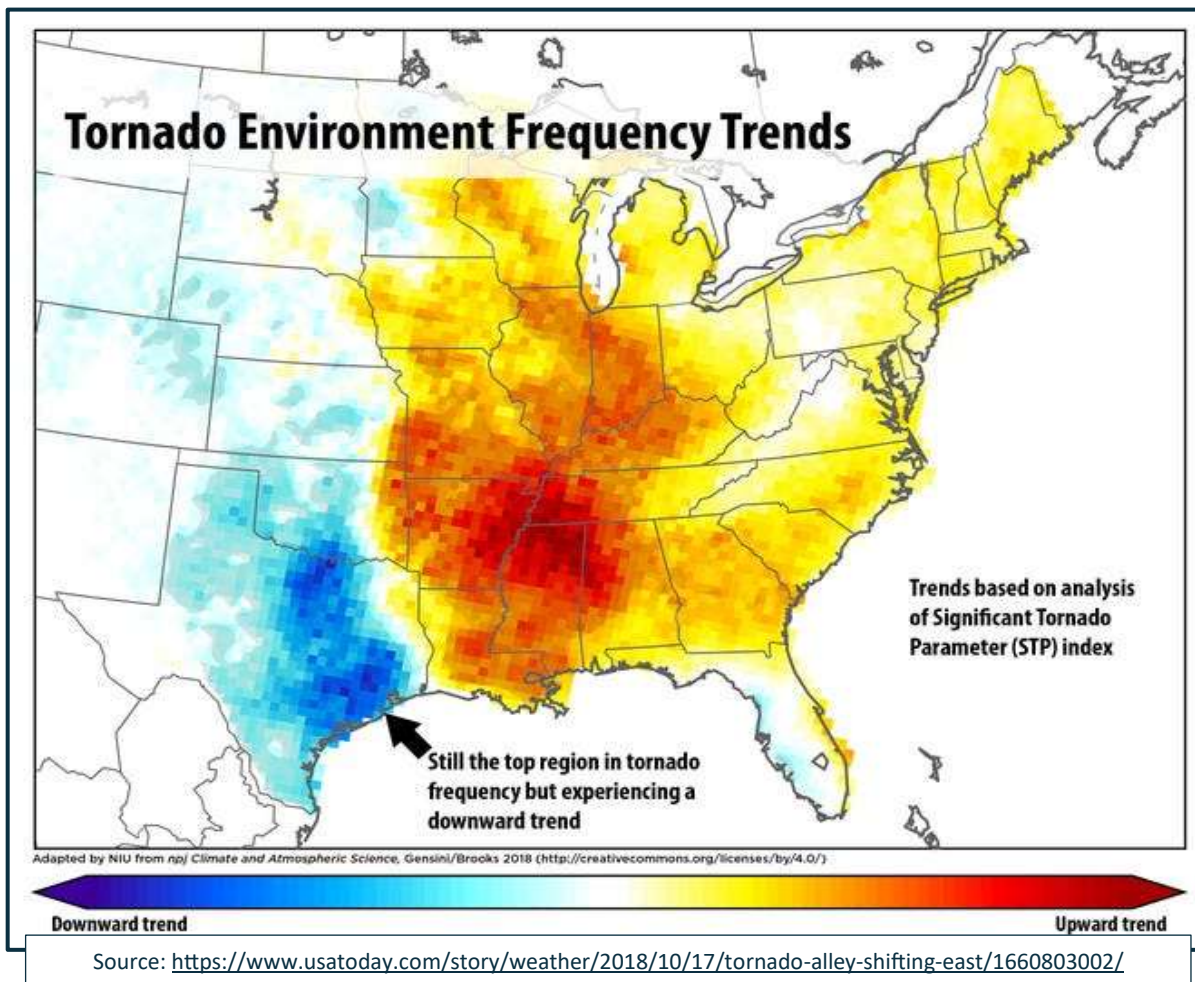 Tornado Environment Frequency Trends
Trends based on analysis
of Significant Tornado
Parameter (STP) index
Still the top region in tornado
frequency but experiencing a
downward trend
Adapted by NIU from npj Climate and Atmospheric Science, Gensini/Brooks 2018 (http://creativecommons.org/licenses/by/4.0/)
Downward trend
Upward trend
Source: https://www.usatoday.com/story/weather/2018/10/17/tornado-alley-shifting-east/1660803002/